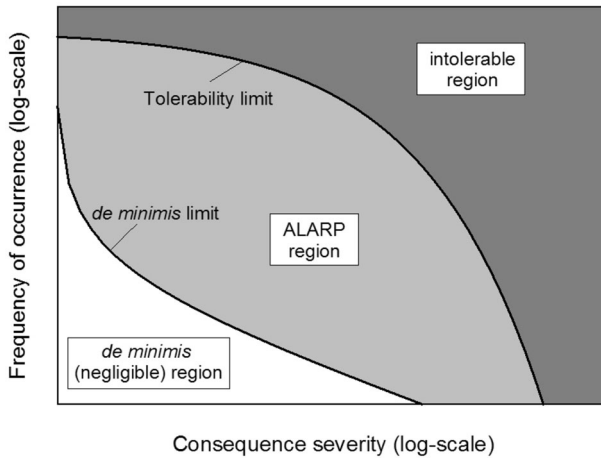 Frequency of occurrence (log-scale)
intolerable
region
Tolerability limit
de minimis limit
ALARP
region
de minimis
(negligible) region
Consequence severity (log-scale)